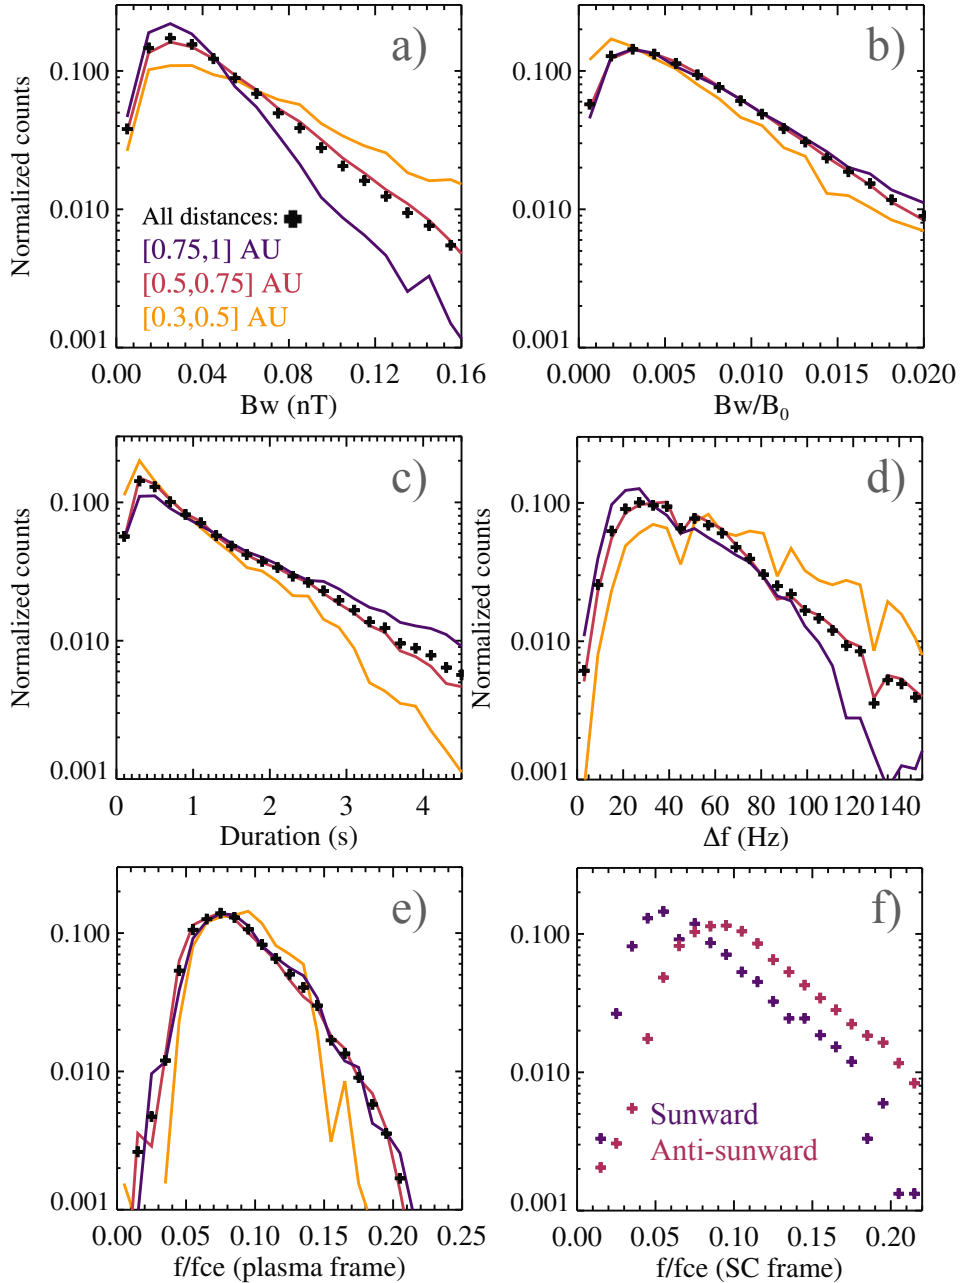 a)
Normalized counts
0.100
0.010
0.001
All distances:
[0.75,1] AU
[0.5,0.75] AU
[0.3,0.5] AU
0.00 0.04 0.08 0.12 0.16
Bw (nT)
b)
0.100
0.010
0.001
0.000 0.005 0.010 0.015 0.020
Bw/B₀
c)
Normalized counts
0.100
0.010
0.001
0 1 2 3 4
Duration (s)
d)
Normalized counts
0.100
0.010
0.001
0 20 40 60 80 100 120 140
Δf (Hz)
e)
0.100
0.010
0.001
0.00 0.05 0.10 0.15 0.20 0.25
f/fce (plasma frame)
f)
0.100
0.010
0.001
Sunward
Anti-sunward
0.00 0.05 0.10 0.15 0.20
f/fce (SC frame)